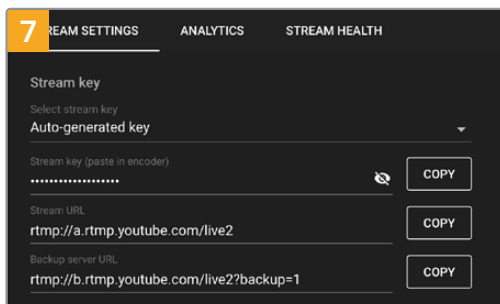 7
REAM SETTINGS ANALYTICS STREAM HEALTH
Stream key
Select stream key
Auto-generated key
Stream key (paste in encoder)
•••••••••••••••••••
COPY
Stream URL
rtmp://a.rtmp.youtube.com/live2
COPY
Backup server URL
rtmp://b.rtmp.youtube.com/live2?backup=1
COPY